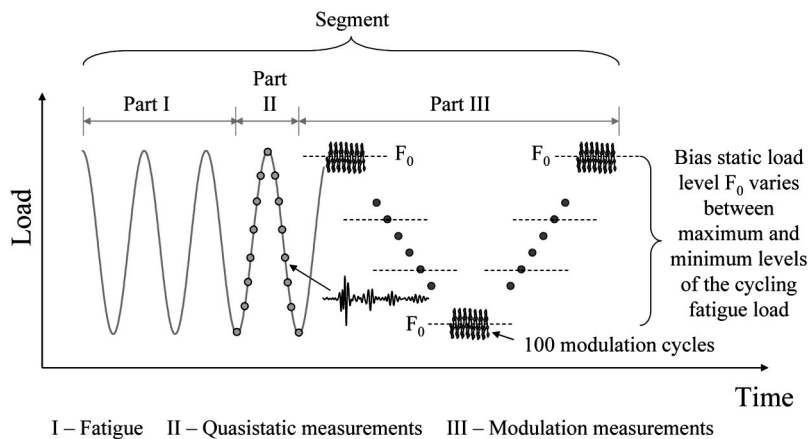 Segment
Part I
Part
II
Part III
F0
F0
F0
Load
100 modulation cycles
Bias static load
level F0 varies
between
maximum and
minimum levels
of the cycling
fatigue load
Time
I – Fatigue II – Quasistatic measurements III – Modulation measurements